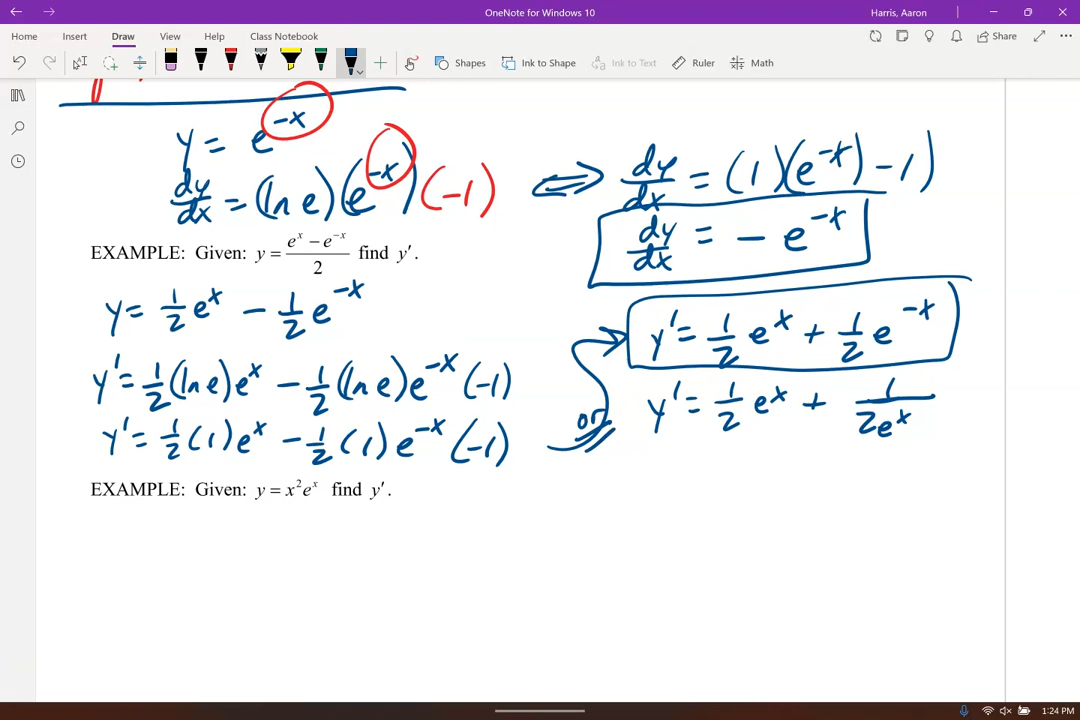 OneNote for Windows 10
Harris, Aaron
Home Insert Draw View Help Class Notebook Share
Shapes Ink to Shape Ink to Text Ruler Math
y = e^{-x}
dy/dx = (ln e)(e^{-x})(-1) ⟺ dy/dx = (1)(e^{-x})-1)
dy/dx = - e^{-x}
EXAMPLE: Given: y = (e^x − e^{−x})/2 find y′.
y = 1/2 e^x - 1/2 e^{-x}
y' = 1/2 (ln e) e^x - 1/2 (ln e) e^{-x} (-1)
y' = 1/2 (1) e^x - 1/2 (1) e^{-x} (-1)
or
y' = 1/2 e^x + 1/2 e^{-x}
y' = 1/2 e^x + 1/(2e^x)
EXAMPLE: Given: y = x²e^x find y′.
1:24 PM